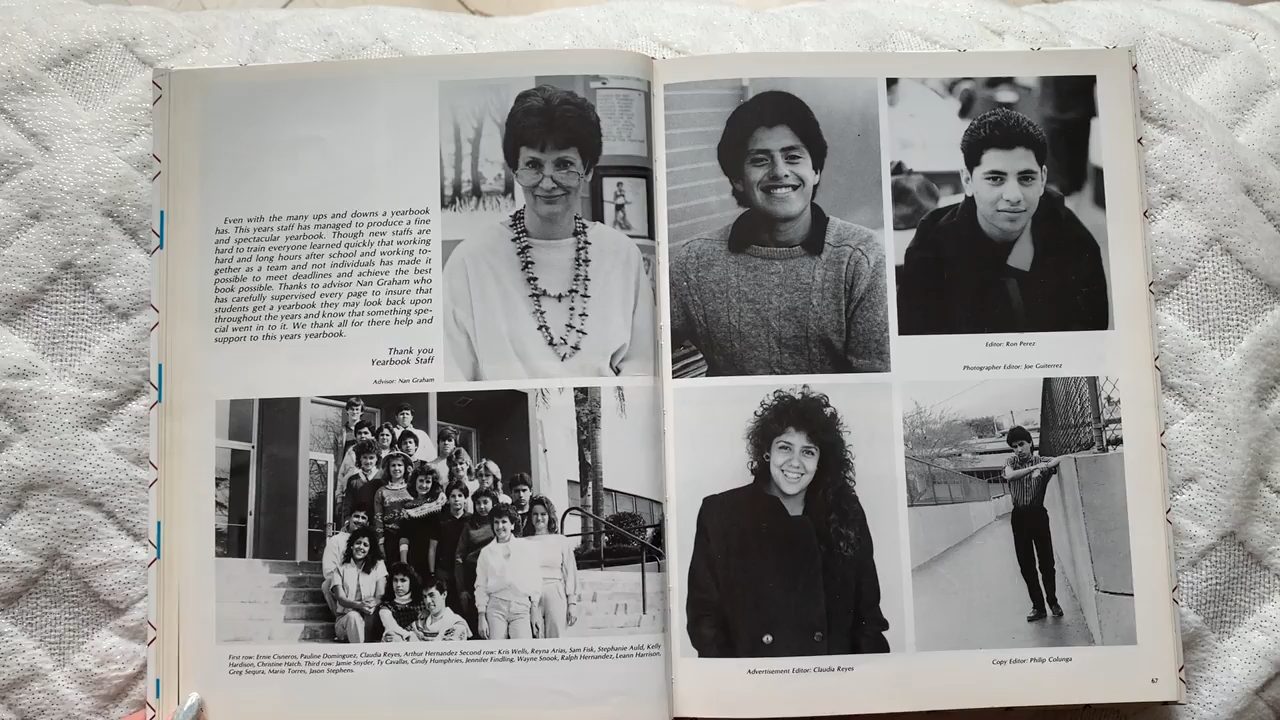 Even with the many ups and downs a yearbook
has. This years staff has managed to produce a fine
and spectacular yearbook. Though new staffs are
hard to train everyone learned quickly that working
hard and long hours after school and working to-
gether as a team and not individuals has made it
possible to meet deadlines and achieve the best
book possible. Thanks to advisor Nan Graham who
has carefully supervised every page to insure that
students get a yearbook they may look back upon
throughout the years and know that something spe-
cial went in to it. We thank all for there help and
support to this years yearbook.
Thank you
Yearbook Staff
Advisor: Nan Graham
First row: Ernie Cisneros, Pauline Dominguez, Claudia Reyes, Arthur Hernandez Second row: Kris Wells, Reyna Arias, Sam Fisk, Stephanie Auld, Kelly
Hardison, Christine Hatch. Third row: Jamie Snyder, Ty Cavallas, Cindy Humphries, Jennifer Findling, Wayne Snook, Ralph Hernandez, Leann Harrison,
Greg Sequra, Mario Torres, Jason Stephens.
Editor: Ron Perez
Photographer Editor: Joe Guiterrez
Advertisement Editor: Claudia Reyes
Copy Editor: Philip Colunga
67